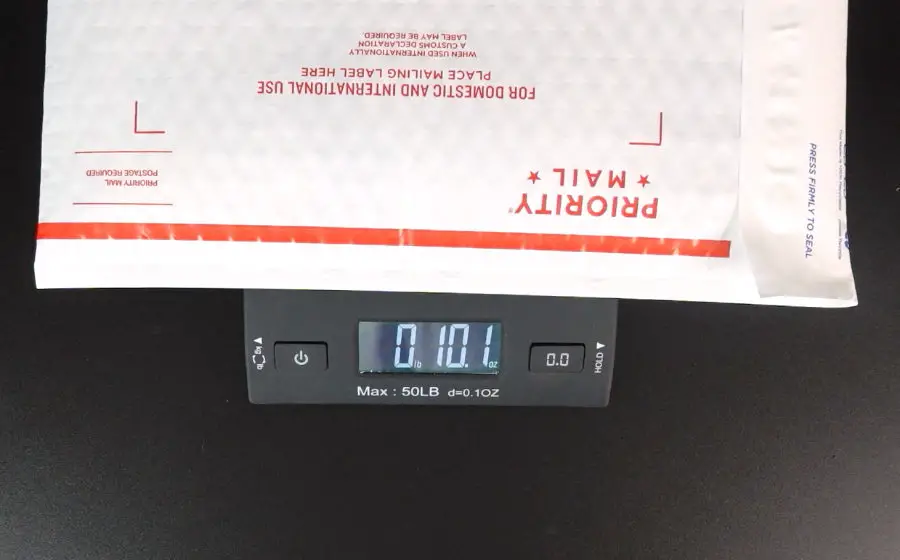 WHEN USED INTERNATIONALLY
A CUSTOMS DECLARATION
LABEL MAY BE REQUIRED.
PLACE MAILING LABEL HERE
FOR DOMESTIC AND INTERNATIONAL USE
PRIORITY®
★ MAIL ★
PRIORITY MAIL
POSTAGE REQUIRED
PRESS FIRMLY TO SEAL
0 lb 10.1 oz
kg
lb
0.0
HOLD
Max : 50LB d=0.1OZ